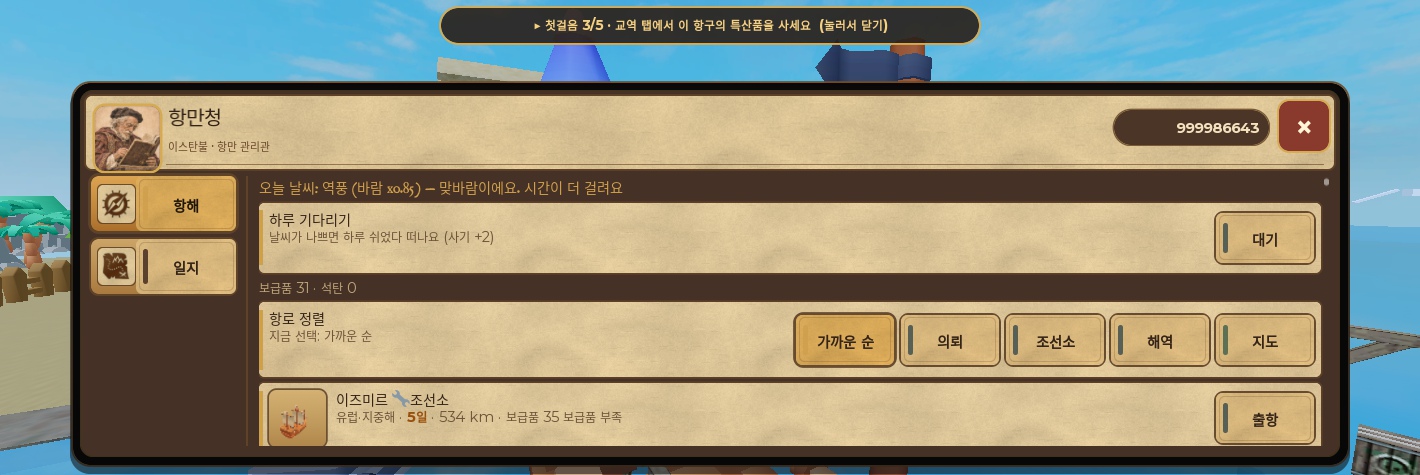 ▸ 첫걸음 3/5 · 교역 탭에서 이 항구의 특산품을 사세요 (눌러서 닫기)
항만청
이스탄불 · 항만 관리관
999986643
×
항해
일지
오늘 날씨: 역풍 (바람 x0.85) — 맞바람이에요. 시간이 더 걸려요
하루 기다리기
날씨가 나쁘면 하루 쉬었다 떠나요 (사기 +2)
대기
보급품 31 · 석탄 0
항로 정렬
지금 선택: 가까운 순
가까운 순
의뢰
조선소
해역
지도
이즈미르 🔧조선소
유럽·지중해 · 5일 · 534 km · 보급품 35 보급품 부족
출항